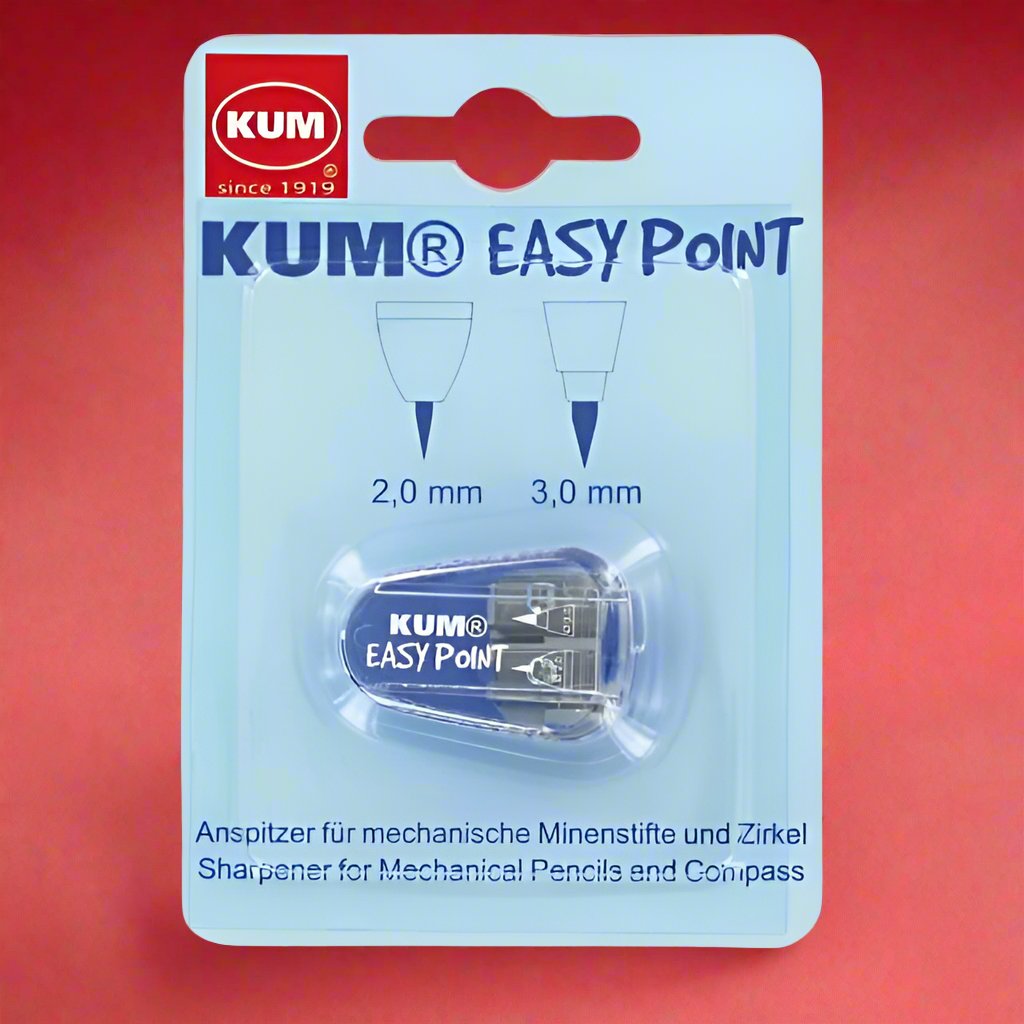 KUM
since 1919
KUM® EASY POINT
2,0 mm 3,0 mm
KUM®
EASY POINT
Anspitzer für mechanische Minenstifte und Zirkel
Sharpener for Mechanical Pencils and Compass